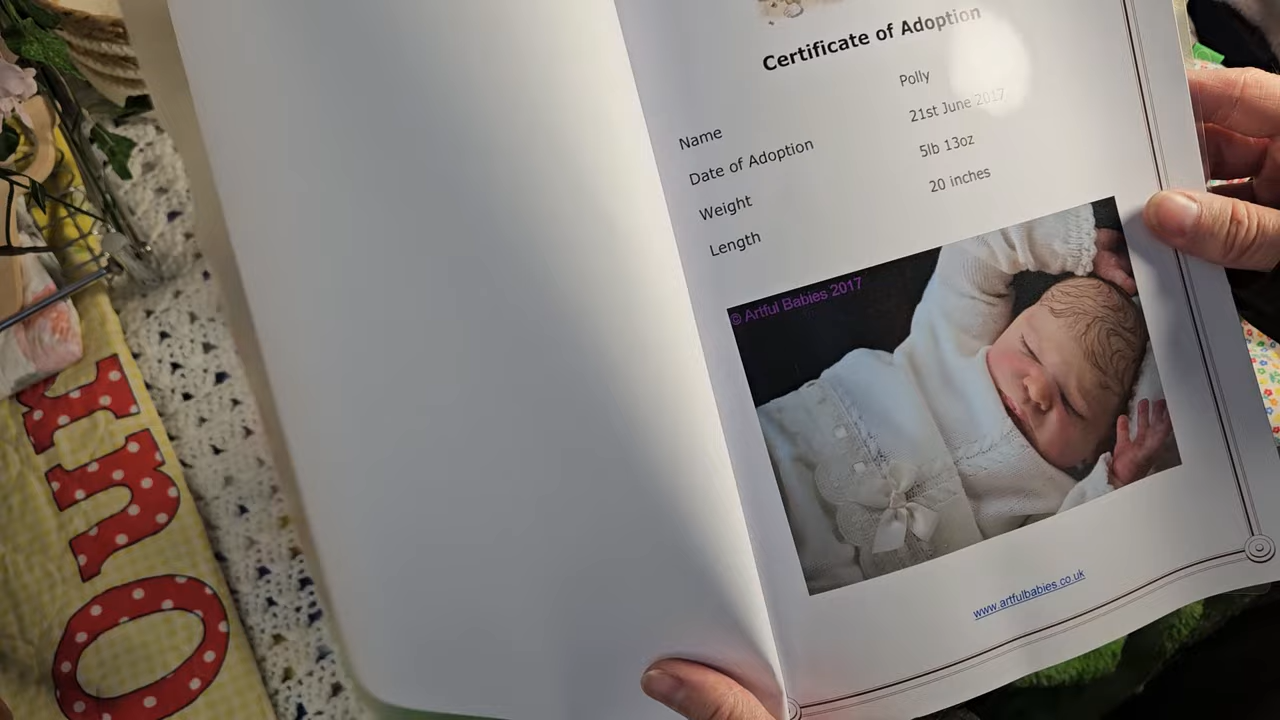 Certificate of Adoption
Name Polly
Date of Adoption 21st June 2017
Weight 5lb 13oz
Length 20 inches
© Artful Babies 2017
www.artfulbabies.co.uk